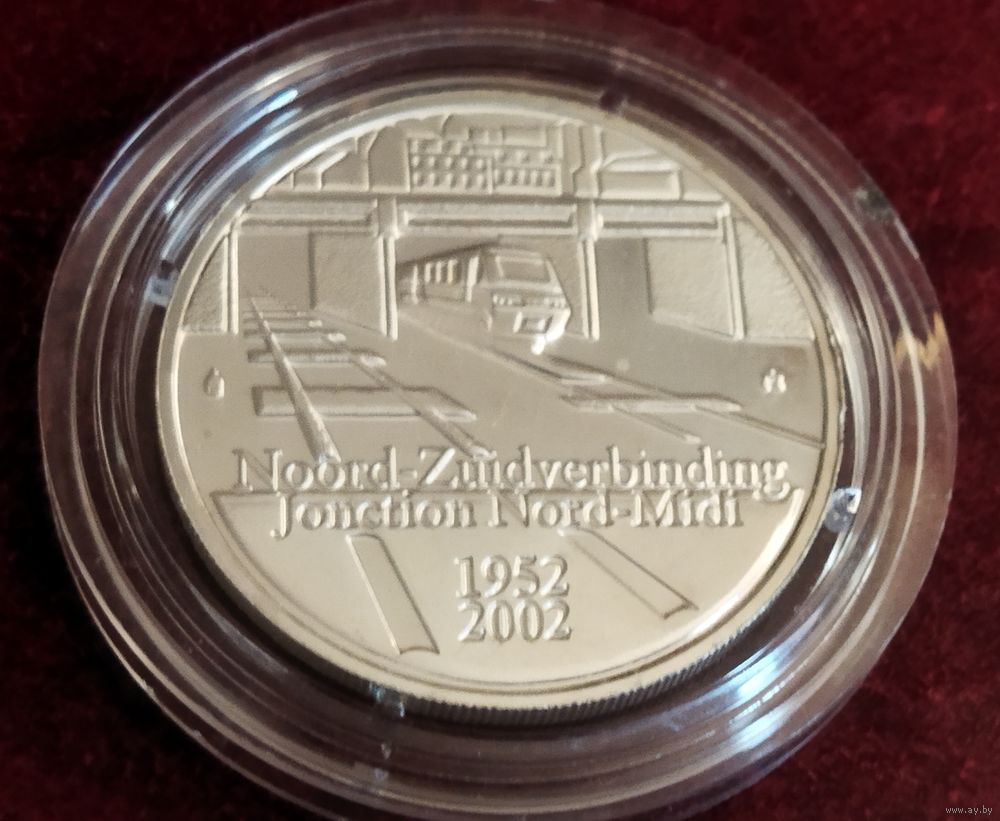 Noord-Zuidverbinding
Jonction Nord-Midi
1952
2002
www.ay.by